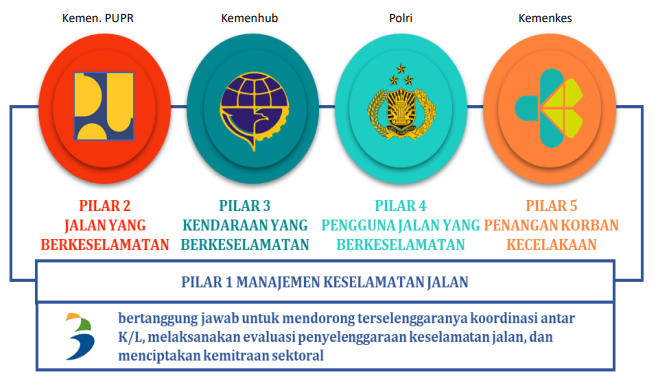 Kemen. PUPR
Kemenhub
Polri
Kemenkes
PILAR 2
JALAN YANG
BERKESELAMATAN
PILAR 3
KENDARAAN YANG
BERKESELAMATAN
PILAR 4
PENGGUNA JALAN YANG
BERKESELAMATAN
PILAR 5
PENANGAN KORBAN
KECELAKAAN
PILAR 1 MANAJEMEN KESELAMATAN JALAN
bertanggung jawab untuk mendorong terselenggaranya koordinasi antar
K/L, melaksanakan evaluasi penyelenggaraan keselamatan jalan, dan
menciptakan kemitraan sektoral